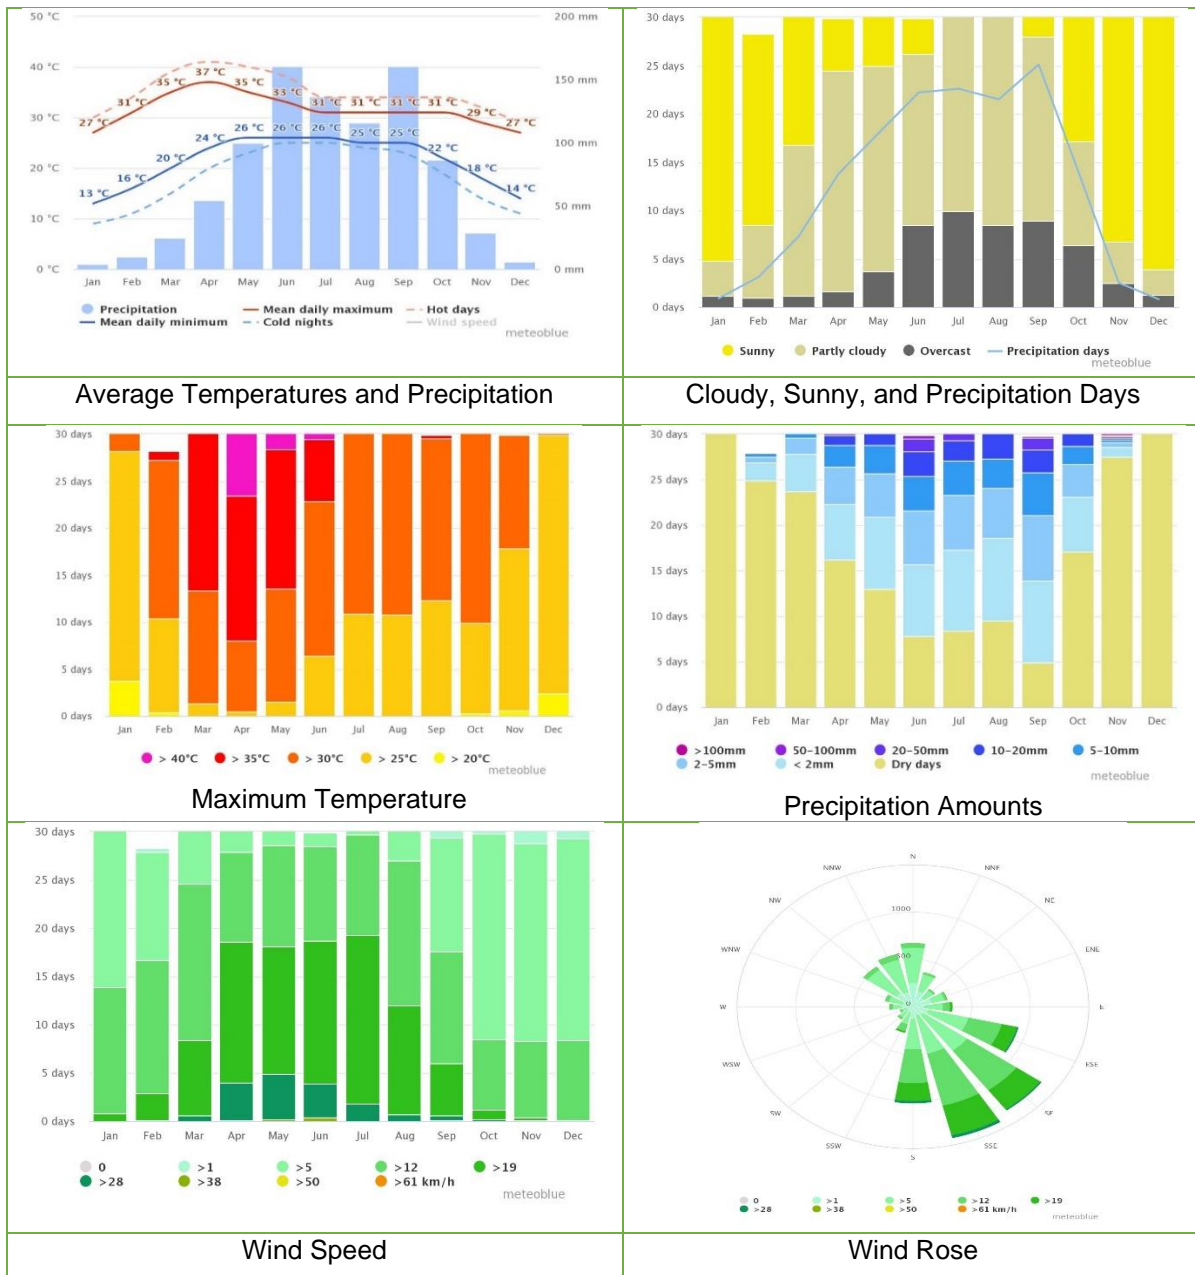 50 °C
200 mm
40 °C
150 mm
30 °C
100 mm
20 °C
50 mm
10 °C
0 °C
0 mm
27 °C 31 °C 35 °C 37 °C 35 °C 33 °C 31 °C 31 °C 31 °C 31 °C 29 °C 27 °C
13 °C 16 °C 20 °C 24 °C 26 °C 26 °C 26 °C 25 °C 25 °C 22 °C 18 °C 14 °C
Jan Feb Mar Apr May Jun Jul Aug Sep Oct Nov Dec
Precipitation Mean daily maximum Hot days
Mean daily minimum Cold nights Wind speed
meteoblue
Average Temperatures and Precipitation
30 days
25 days
20 days
15 days
10 days
5 days
0 days
Jan Feb Mar Apr May Jun Jul Aug Sep Oct Nov Dec
Sunny Partly cloudy Overcast Precipitation days
meteoblue
Cloudy, Sunny, and Precipitation Days
30 days
25 days
20 days
15 days
10 days
5 days
0 days
Jan Feb Mar Apr May Jun Jul Aug Sep Oct Nov Dec
> 40°C > 35°C > 30°C > 25°C > 20°C
meteoblue
Maximum Temperature
30 days
25 days
20 days
15 days
10 days
5 days
0 days
Jan Feb Mar Apr May Jun Jul Aug Sep Oct Nov Dec
>100mm 50-100mm 20-50mm 10-20mm 5-10mm
2-5mm < 2mm Dry days
meteoblue
Precipitation Amounts
30 days
25 days
20 days
15 days
10 days
5 days
0 days
Jan Feb Mar Apr May Jun Jul Aug Sep Oct Nov Dec
0 >1 >5 >12 >19
>28 >38 >50 >61 km/h
meteoblue
Wind Speed
N
NNW NNE
NW NE
1000
WNW ENE
500
W 0 E
WSW ESE
SW SE
SSW SSE
S
0 >1 >5 >12 >19
>28 >38 >50 >61 km/h
meteoblue
Wind Rose